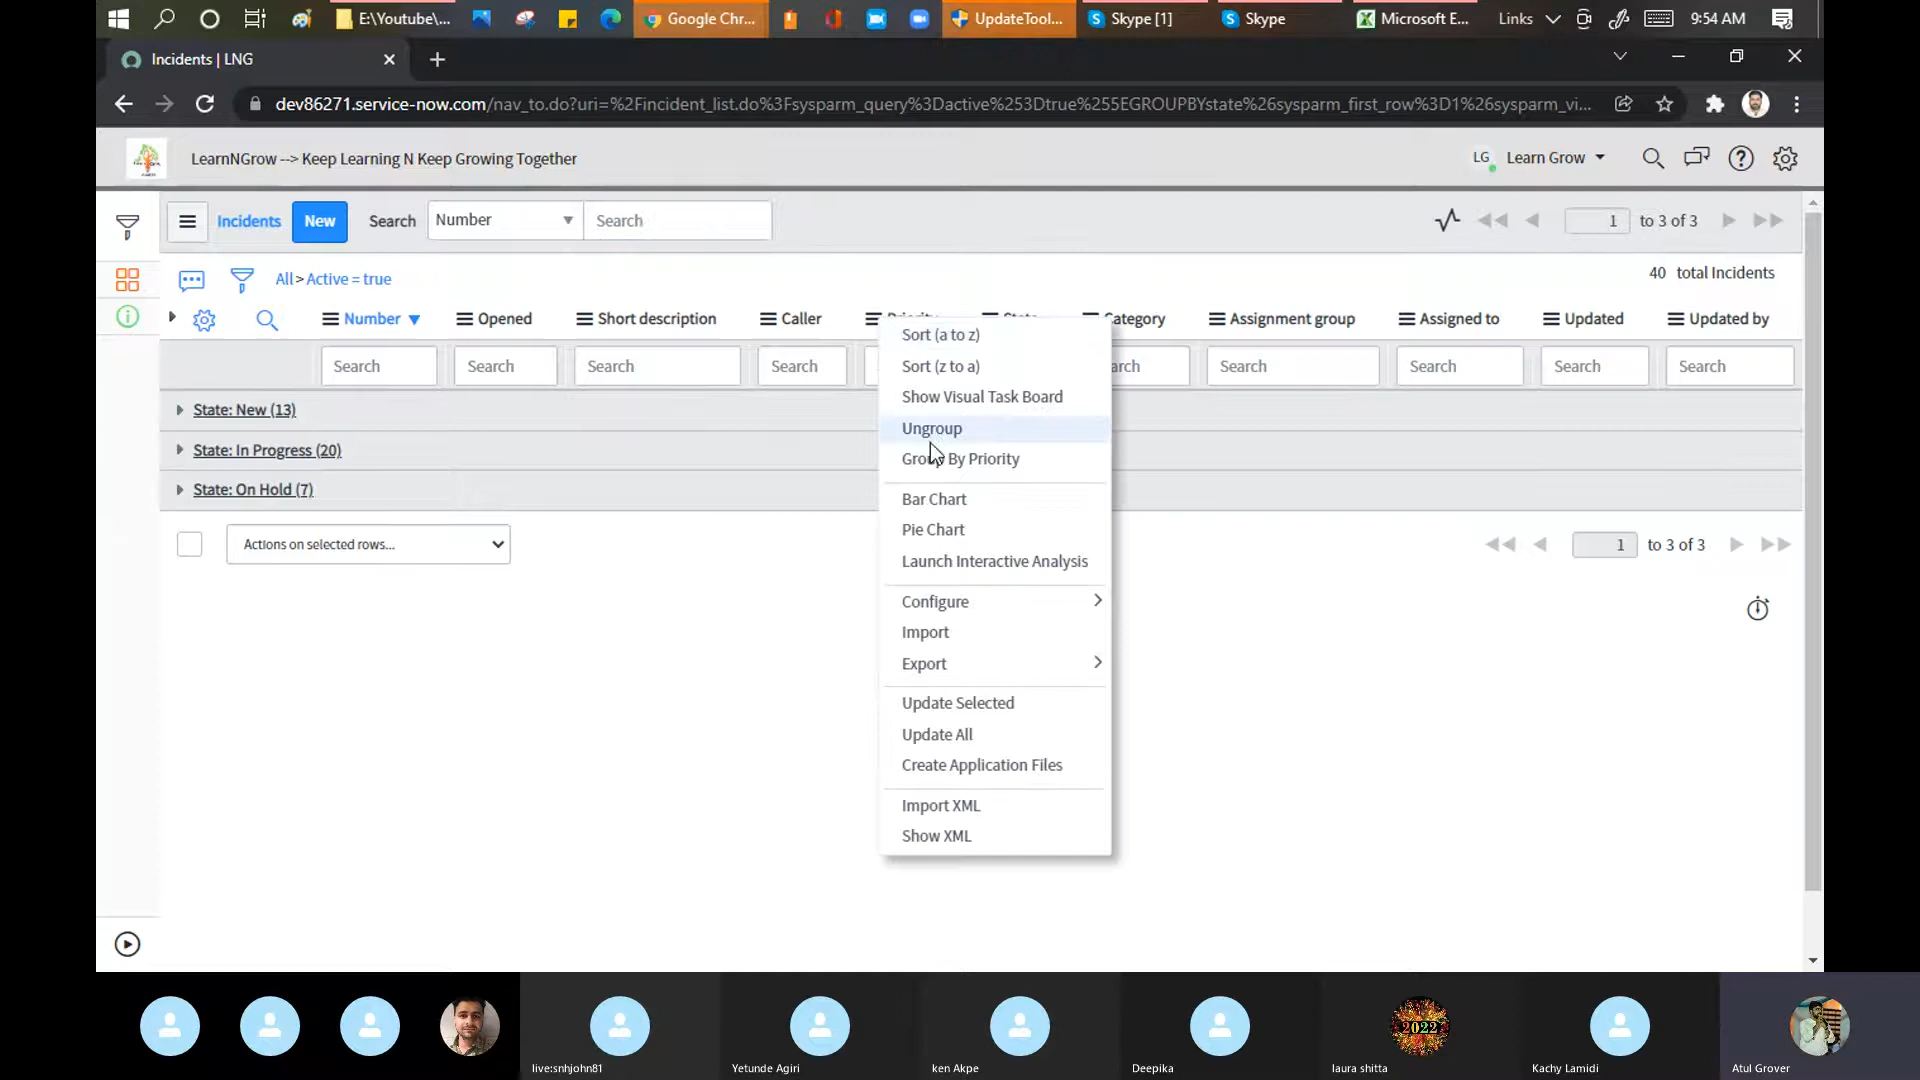 E:\Youtube\...
Google Chr...
UpdateTool...
Skype [1]
Skype
Microsoft E...
Links
9:54 AM
Incidents | LNG
dev86271.service-now.com/nav_to.do?uri=%2Fincident_list.do%3Fsysparm_query%3Dactive%253Dtrue%255EGROUPBYstate%26sysparm_first_row%3D1%26sysparm_vi...
LearnNGrow --> Keep Learning N Keep Growing Together
LG Learn Grow
Incidents New Search Number Search 1 to 3 of 3
All > Active = true
40 total Incidents
Number Opened Short description Caller Priority State Category Assignment group Assigned to Updated Updated by
Search Search Search Search arch Search Search Search Search
State: New (13)
State: In Progress (20)
State: On Hold (7)
Actions on selected rows...
1 to 3 of 3
Sort (a to z)
Sort (z to a)
Show Visual Task Board
Ungroup
Group By Priority
Bar Chart
Pie Chart
Launch Interactive Analysis
Configure
Import
Export
Update Selected
Update All
Create Application Files
Import XML
Show XML
2022
live:snhjohn81
Yetunde Agiri
ken Akpe
Deepika
laura shitta
Kachy Lamidi
Atul Grover